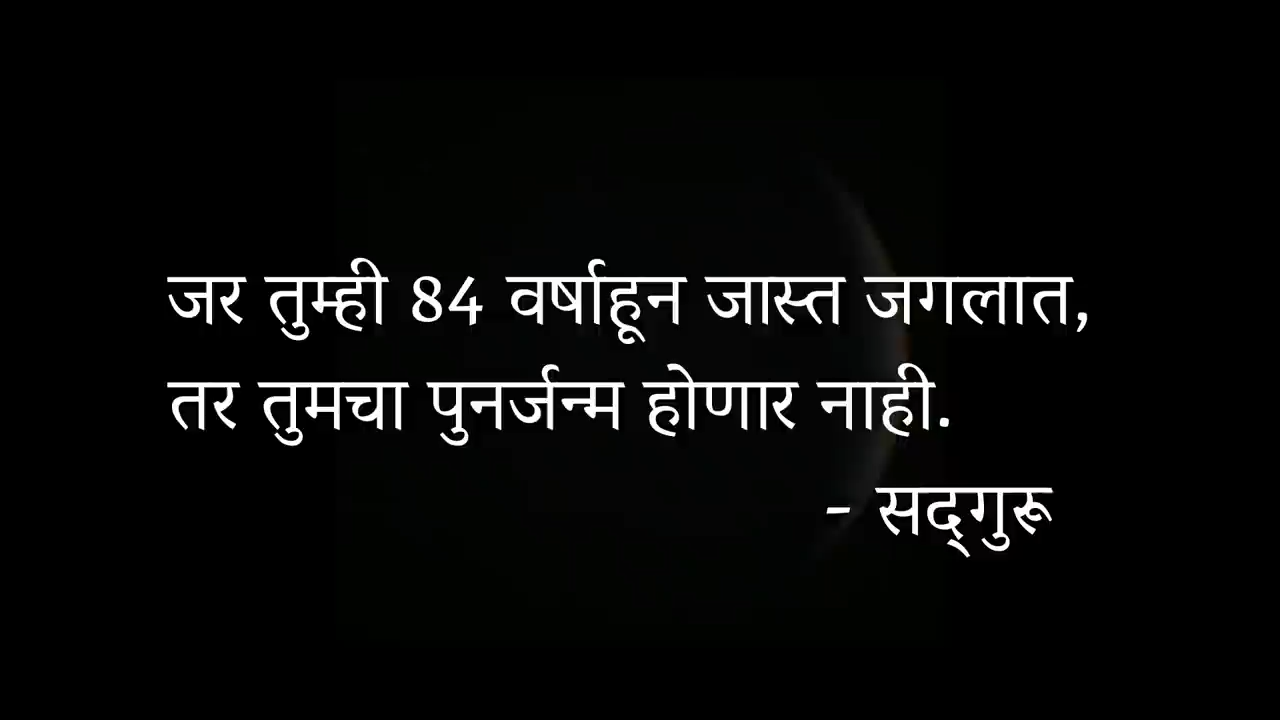 जर तुम्ही 84 वर्षाहून जास्त जगलात,
तर तुमचा पुनर्जन्म होणार नाही.
- सद्‌गुरू